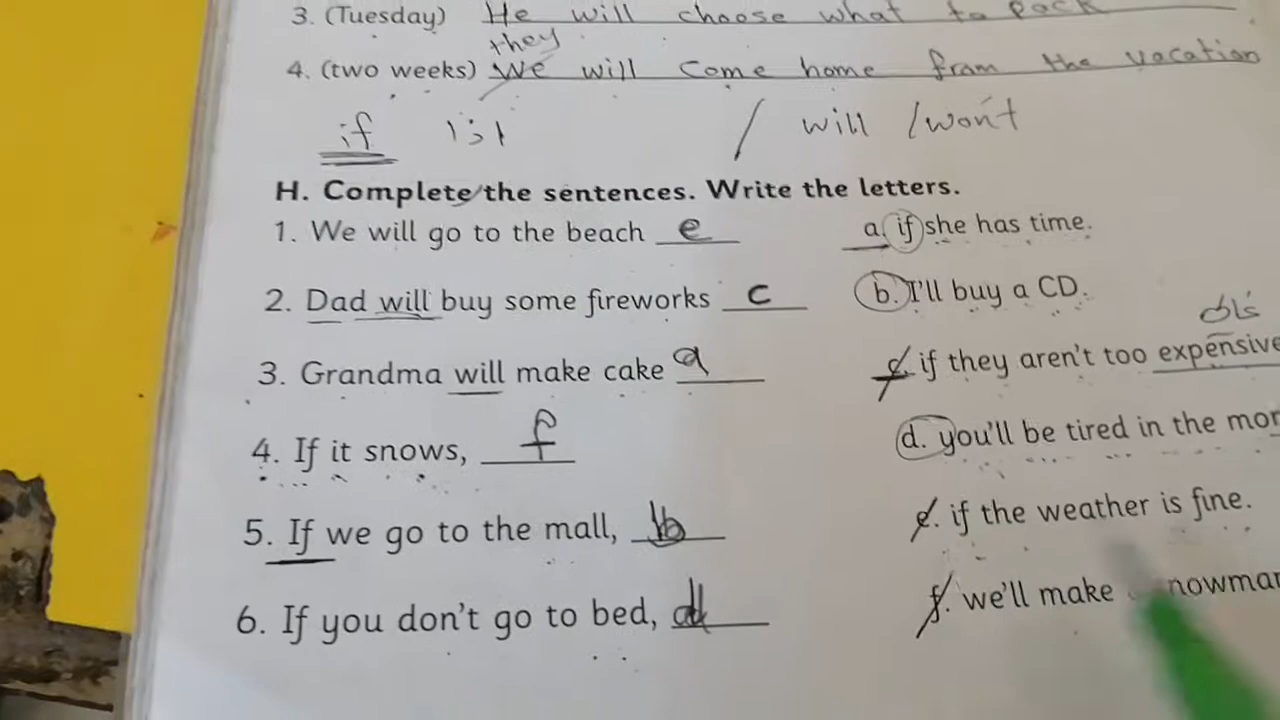 3. (Tuesday) He will choose what to pack
they
4. (two weeks) We will come home from the vacation
if إذا / will / won't
H. Complete the sentences. Write the letters.
1. We will go to the beach e a. if she has time.
2. Dad will buy some fireworks c b. I'll buy a CD.
غال
3. Grandma will make cake a c. if they aren't too expensive
4. If it snows, f d. you'll be tired in the mor
5. If we go to the mall, b e. if the weather is fine.
6. If you don't go to bed, d f. we'll make nowman